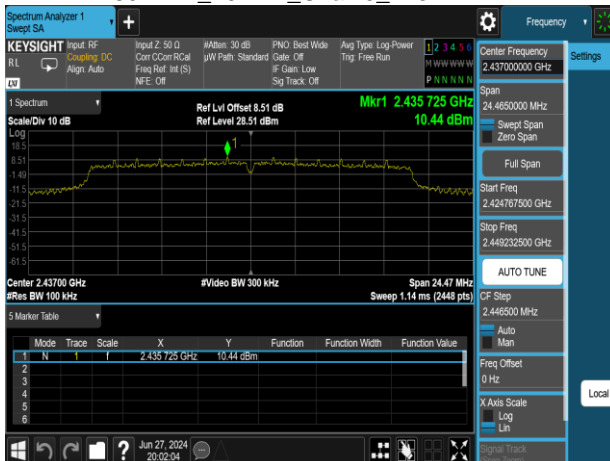 Spectrum Analyzer 1
Swept SA
Frequency
KEYSIGHT
RL
LXI
Input: RF
Coupling: DC
Align: Auto
Input Z: 50 Ω
Corr CCorr RCal
Freq Ref: Int (S)
NFE: Off
#Atten: 30 dB
µW Path: Standard
PNO: Best Wide
Gate: Off
IF Gain: Low
Sig Track: Off
Avg Type: Log-Power
Trig: Free Run
1 2 3 4 5 6
M W W W W W
P N N N N N
1 Spectrum
Scale/Div 10 dB
Ref Lvl Offset 8.51 dB
Ref Level 28.51 dBm
Mkr1 2.435 725 GHz
10.44 dBm
Log
18.5
8.51
-1.49
-11.5
-21.5
-31.5
-41.5
-51.5
-61.5
1
Center 2.43700 GHz
#Res BW 100 kHz
#Video BW 300 kHz
Span 24.47 MHz
Sweep 1.14 ms (2448 pts)
5 Marker Table
Mode Trace Scale X Y Function Function Width Function Value
1 N 1 f 2.435 725 GHz 10.44 dBm
2
3
4
5
6
Jun 27, 2024
20:02:04
Center Frequency
2.437000000 GHz
Settings
Span
24.4650000 MHz
Swept Span
Zero Span
Full Span
Start Freq
2.424767500 GHz
Stop Freq
2.449232500 GHz
AUTO TUNE
CF Step
2.446500 MHz
Auto
Man
Freq Offset
0 Hz
X Axis Scale
Log
Lin
Local
Signal Track
(Span Zoom)